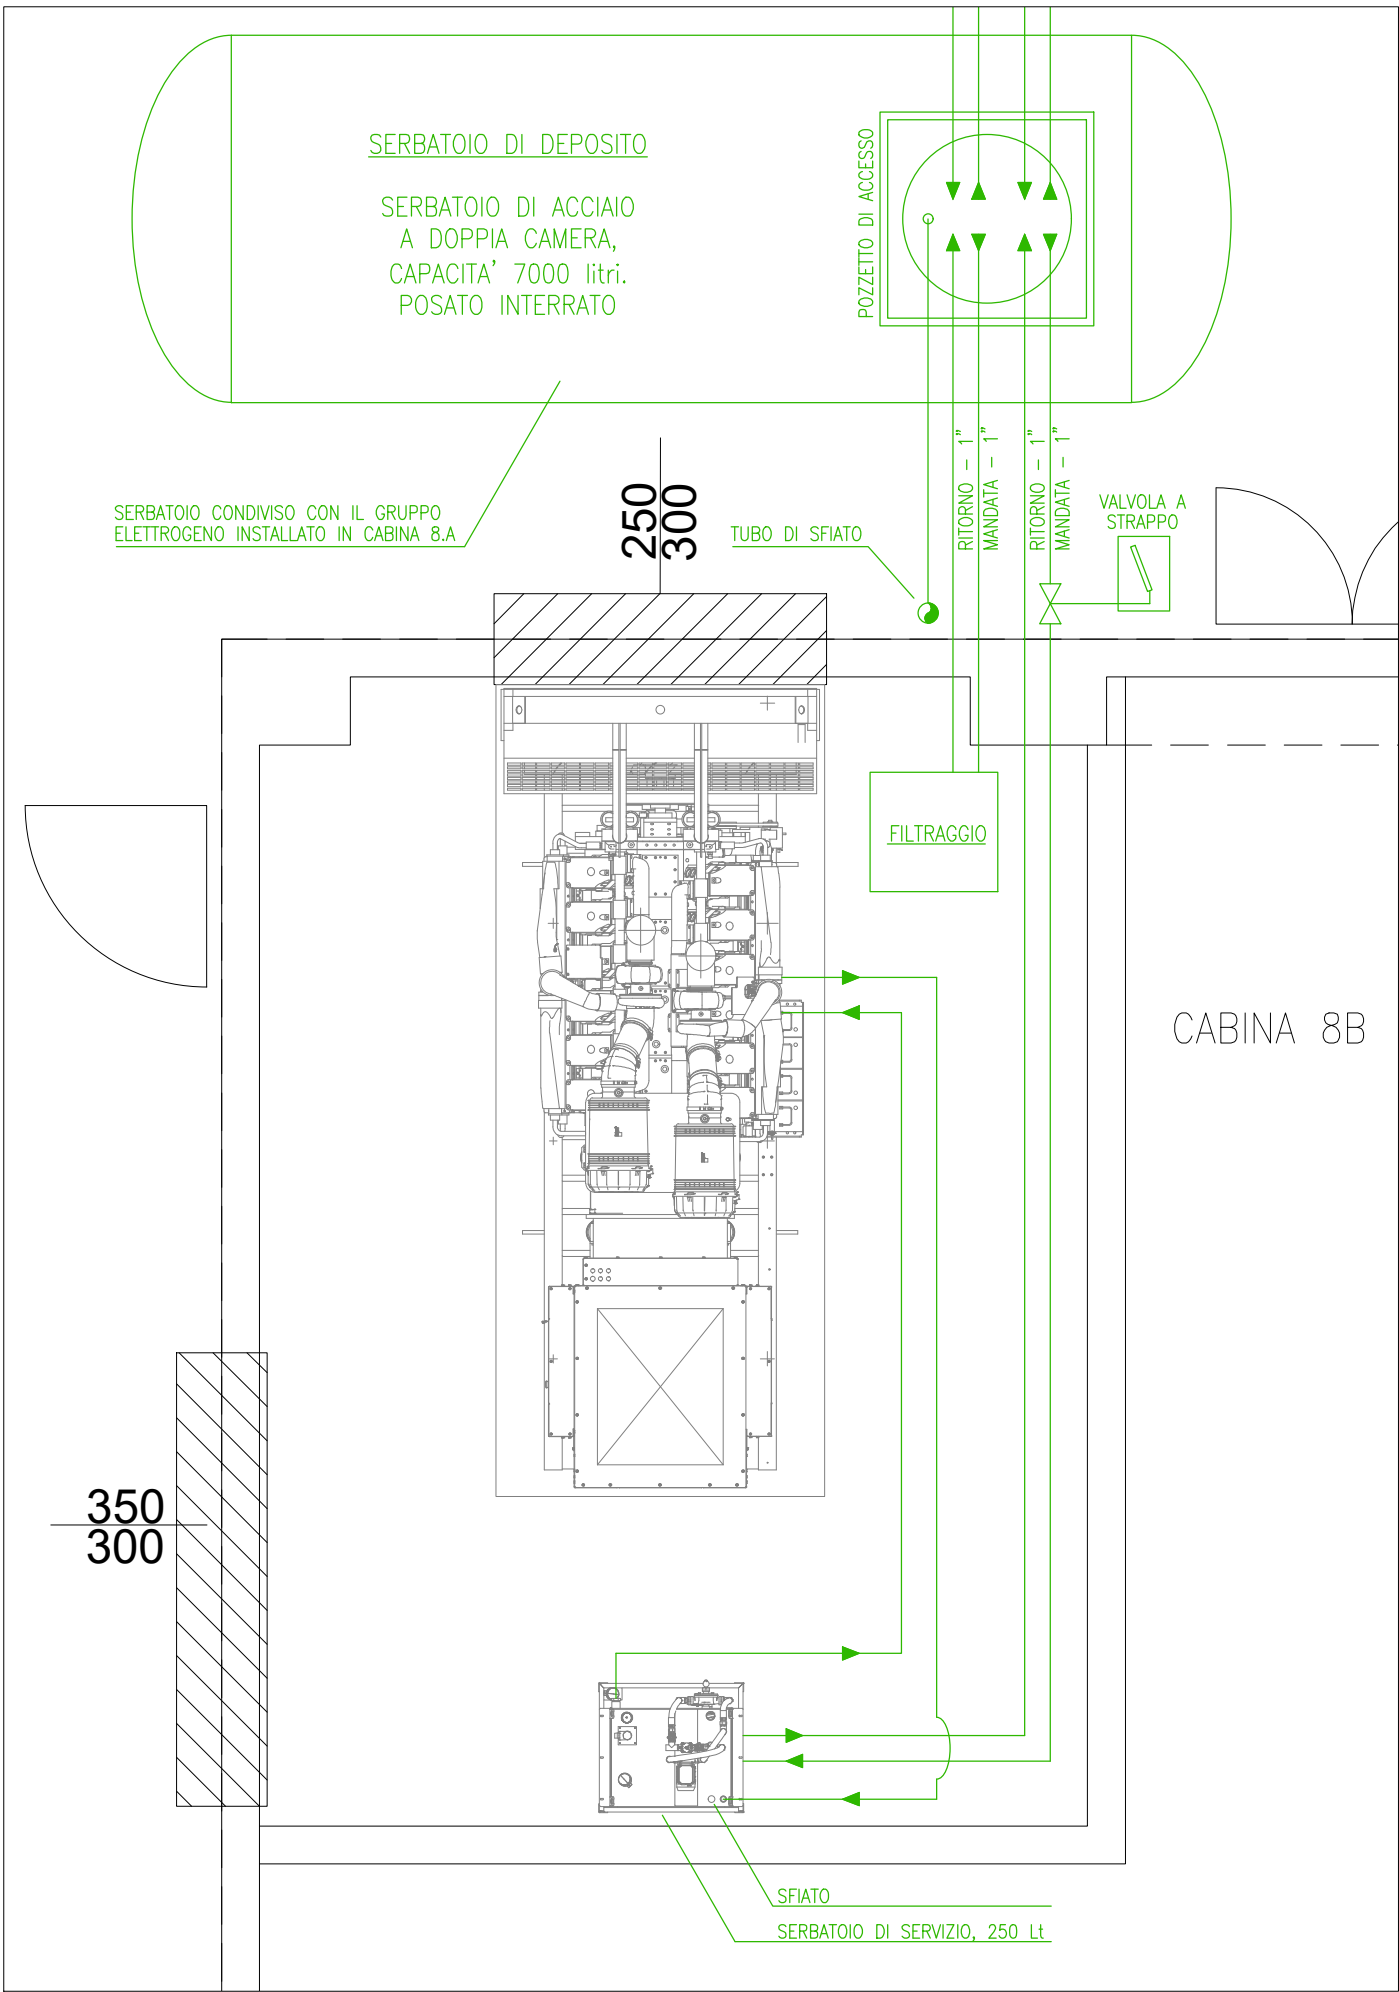 SERBATOIO DI DEPOSITO
SERBATOIO DI ACCIAIO
A DOPPIA CAMERA,
CAPACITA' 7000 litri.
POSATO INTERRATO
POZZETTO DI ACCESSO
SERBATOIO CONDIVISO CON IL GRUPPO
ELETTROGENO INSTALLATO IN CABINA 8.A
250
300
TUBO DI SFIATO
RITORNO - 1"
MANDATA - 1"
RITORNO - 1"
MANDATA - 1"
VALVOLA A
STRAPPO
FILTRAGGIO
CABINA 8B
350
300
SFIATO
SERBATOIO DI SERVIZIO, 250 Lt